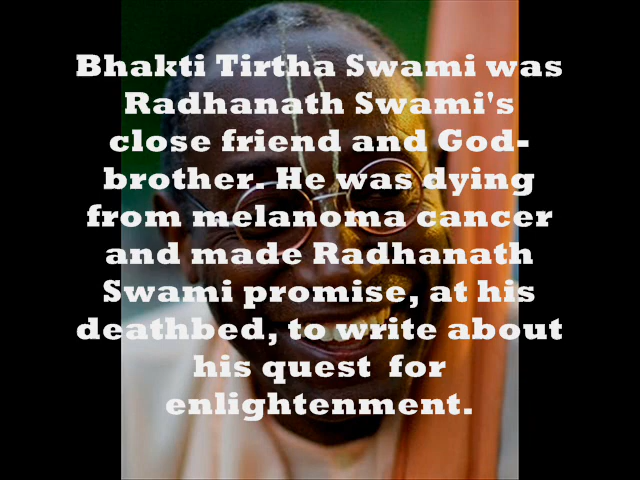 Bhakti Tirtha Swami was
Radhanath Swami's
close friend and God-
brother. He was dying
from melanoma cancer
and made Radhanath
Swami promise, at his
deathbed, to write about
his quest  for
enlightenment.